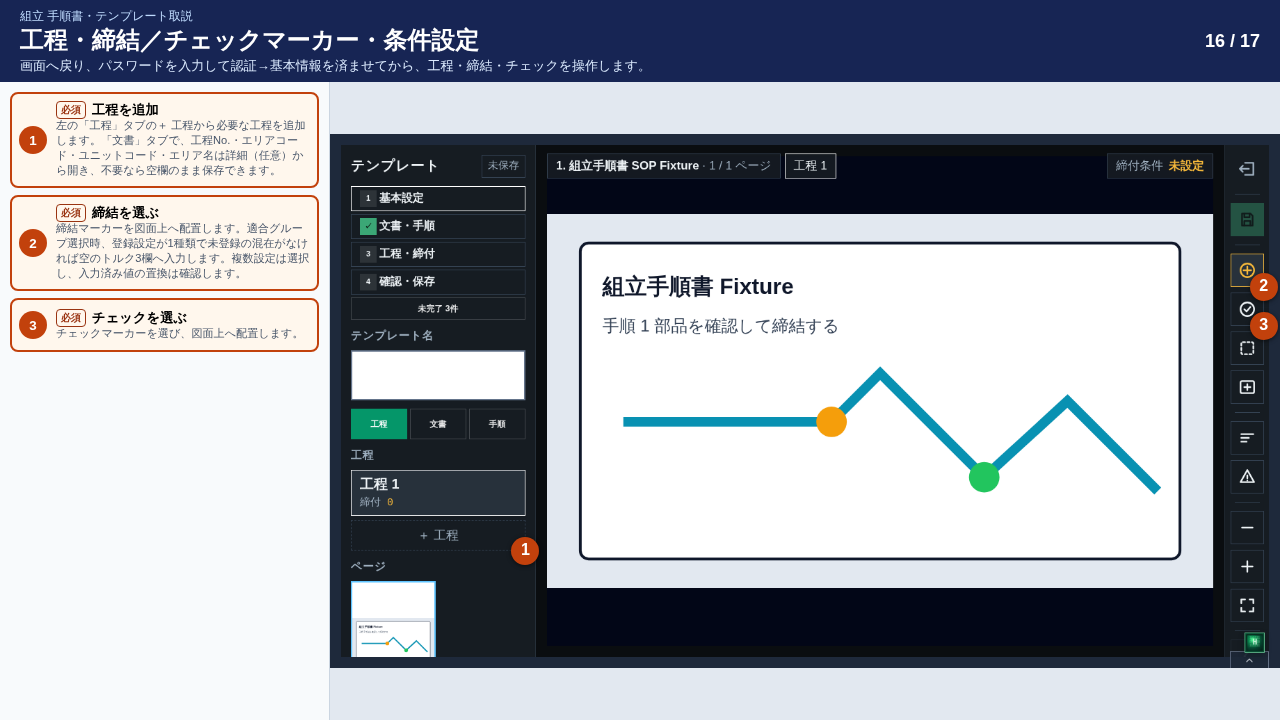 組立 手順書・テンプレート取説
工程・締結／チェックマーカー・条件設定
画面へ戻り、パスワードを入力して認証→基本情報を済ませてから、工程・締結・チェックを操作します。
16 / 17
1
必須 工程を追加
左の「工程」タブの＋ 工程から必要な工程を追加
します。「文書」タブで、工程No.・エリアコー
ド・ユニットコード・エリア名は詳細（任意）か
ら開き、不要なら空欄のまま保存できます。
2
必須 締結を選ぶ
締結マーカーを図面上へ配置します。適合グルー
プ選択時、登録設定が1種類で未登録の混在がなけ
れば空のトルク3欄へ入力します。複数設定は選択
し、入力済み値の置換は確認します。
3
必須 チェックを選ぶ
チェックマーカーを選び、図面上へ配置します。
テンプレート
未保存
1 基本設定
✓ 文書・手順
3 工程・締付
4 確認・保存
未完了 3件
テンプレート名
工程 文書 手順
工程
工程 1
締付 0
＋ 工程
1
ページ
1. 組立手順書 SOP Fixture · 1 / 1 ページ
工程 1
締付条件 未設定
組立手順書 Fixture
手順 1 部品を確認して締結する
2
3